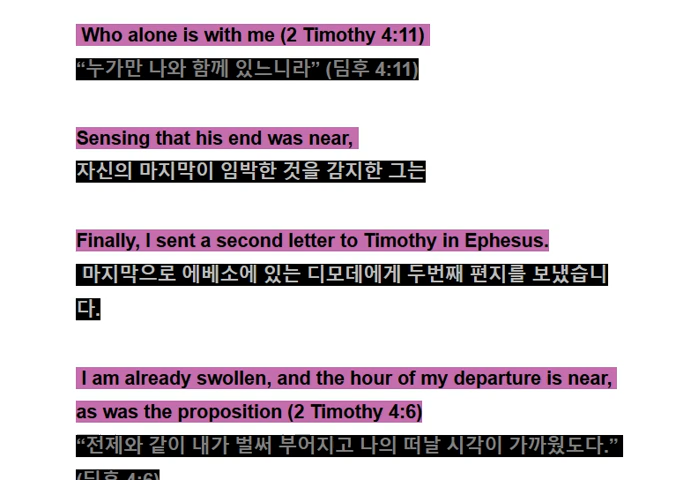 Who alone is with me (2 Timothy 4:11)
“누가만 나와 함께 있느니라” (딤후 4:11)
Sensing that his end was near,
자신의 마지막이 임박한 것을 감지한 그는
Finally, I sent a second letter to Timothy in Ephesus.
마지막으로 에베소에 있는 디모데에게 두번째 편지를 보냈습니
다.
I am already swollen, and the hour of my departure is near,
as was the proposition (2 Timothy 4:6)
“전제와 같이 내가 벌써 부어지고 나의 떠날 시각이 가까웠도다.”
(딤후 4:6)